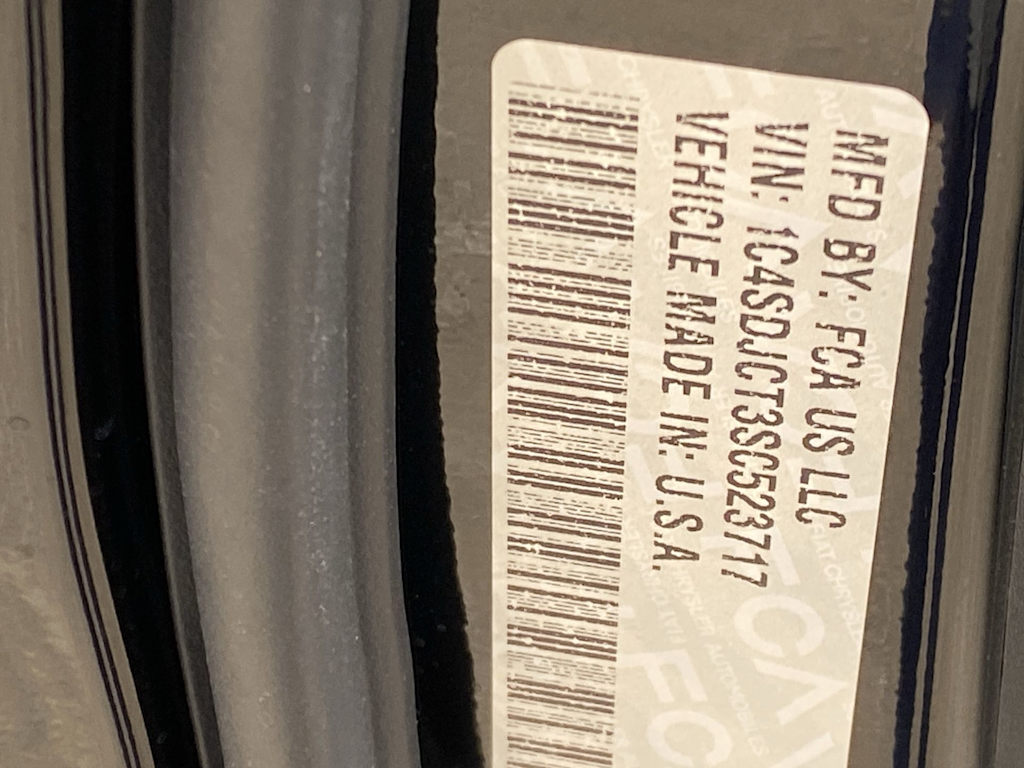 MFD BY: FCA US LLC
VIN: 1C4SDJCT3SC523717
VEHICLE MADE IN: U.S.A.